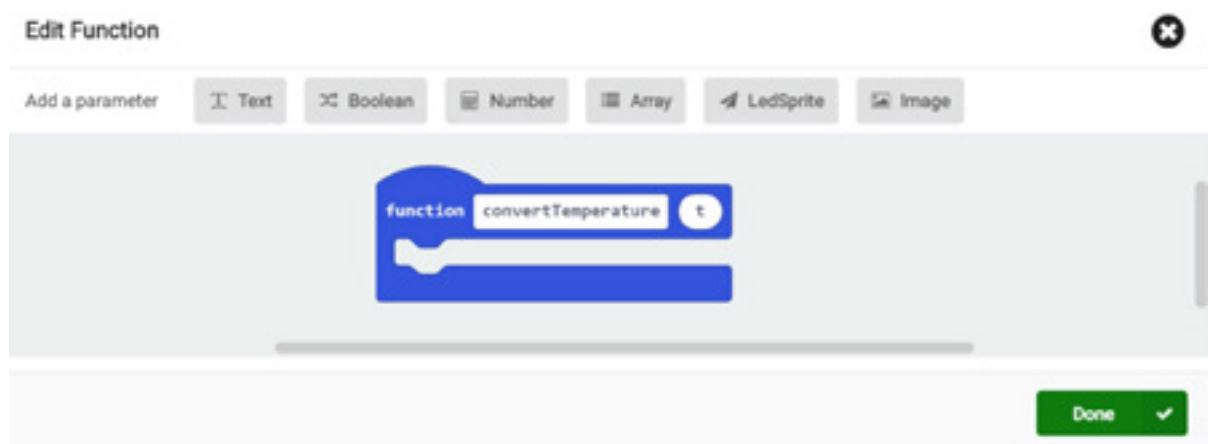 Edit Function
Add a parameter Text Boolean Number Array LedSprite Image
function convertTemperature t
Done